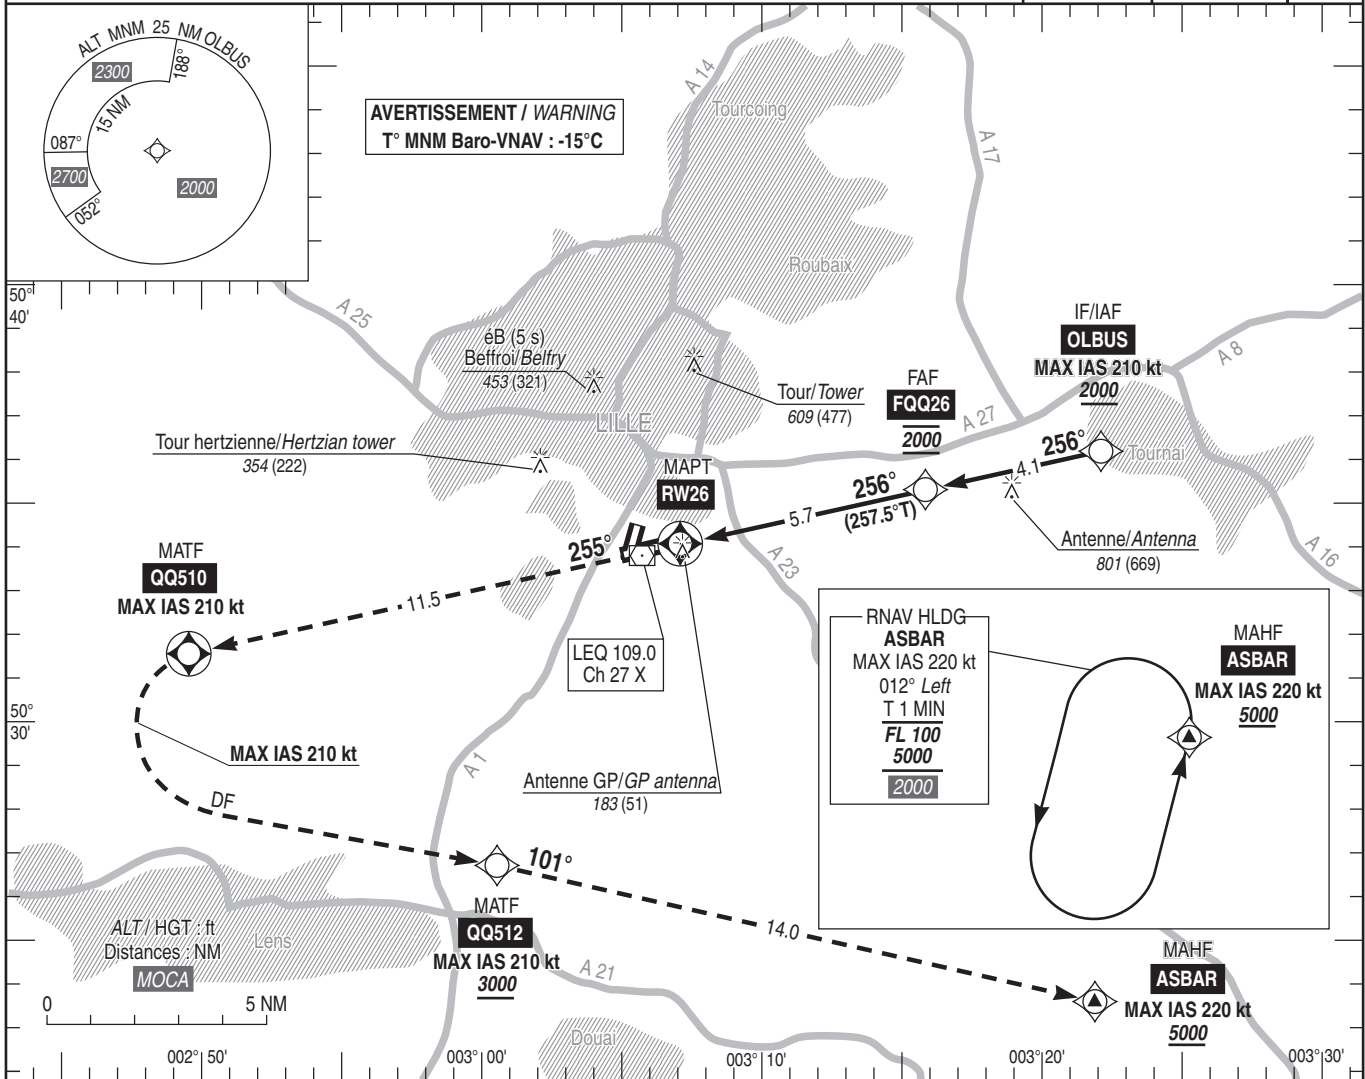 ALT MNM 25 NM OLBUS
2300
188°
15 NM
087°
2700
052°
2000
AVERTISSEMENT / WARNING
T° MNM Baro-VNAV : -15°C
A 14
Tourcoing
A 17
Roubaix
50°
40'
A 25
éB (5 s)
Beffroi/Belfry
453 (321)
Tour/Tower
609 (477)
LILLE
IF/IAF
OLBUS
MAX IAS 210 kt
2000
A 8
FAF
FQQ26
2000
A 27
Tour hertzienne/Hertzian tower
354 (222)
MAPT
RW26
256°
4.1
Tournai
256°
(257.5°T)
5.7
Antenne/Antenna
801 (669)
A 16
A 23
255°
MATF
QQ510
MAX IAS 210 kt
11.5
LEQ 109.0
Ch 27 X
RNAV HLDG
ASBAR
MAX IAS 220 kt
012° Left
T 1 MIN
FL 100
5000
2000
MAHF
ASBAR
MAX IAS 220 kt
5000
50°
30'
MAX IAS 210 kt
A 1
Antenne GP/GP antenna
183 (51)
DF
101°
MATF
QQ512
MAX IAS 210 kt
3000
14.0
MAHF
ASBAR
MAX IAS 220 kt
5000
ALT / HGT : ft
Distances : NM
MOCA
Lens
0 5 NM
A 21
Douai
002° 50'
003° 00'
003° 10'
003° 20'
003° 30'